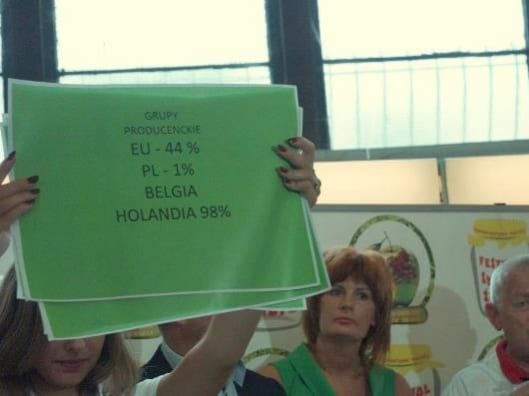 GRUPY
PRODUCENCKIE
EU - 44 %
PL - 1%
BELGIA
HOLANDIA 98%